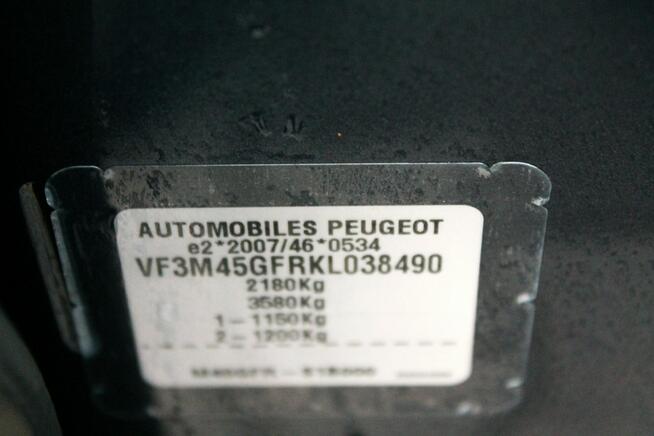 AUTOMOBILES PEUGEOT
e2*2007/46*0534
VF3M45GFRKL038490
2180Kg
3580Kg
1-1150Kg
2-1200Kg